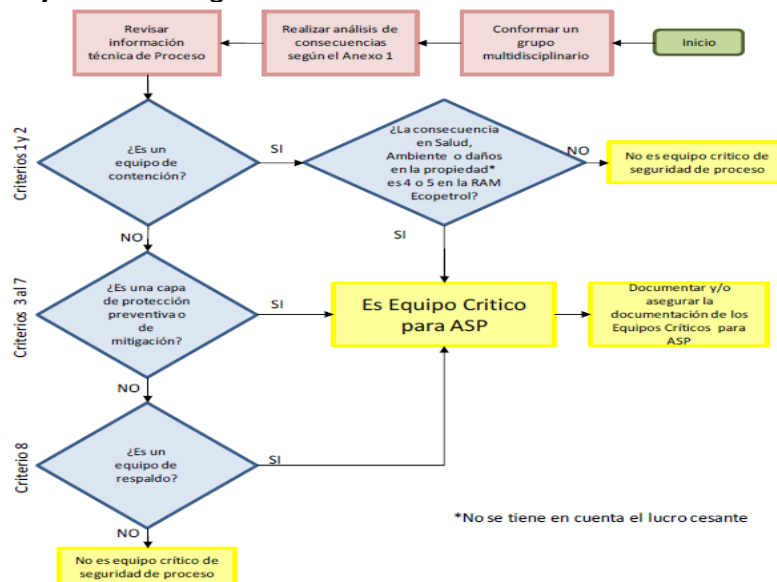 Inicio
Conformar un
grupo
multidisciplinario
Realizar análisis de
consecuencias
según el Anexo 1
Revisar
información
técnica de Proceso
Criterios 1 y 2
¿Es un
equipo de
contención?
SI
¿La consecuencia
en Salud,
Ambiente o daños
en la propiedad*
es 4 o 5 en la RAM
Ecopetrol?
NO
No es equipo critico de
seguridad de proceso
NO
SI
Criterios 3 al 7
¿Es una capa
de protección
preventiva o
de
mitigación?
SI
Es Equipo Critico
para ASP
Documentar y/o
asegurar la
documentación de los
Equipos Críticos para
ASP
NO
Criterio 8
¿Es un
equipo de
respaldo?
SI
NO
No es equipo crítico de
seguridad de proceso
*No se tiene en cuenta el lucro cesante